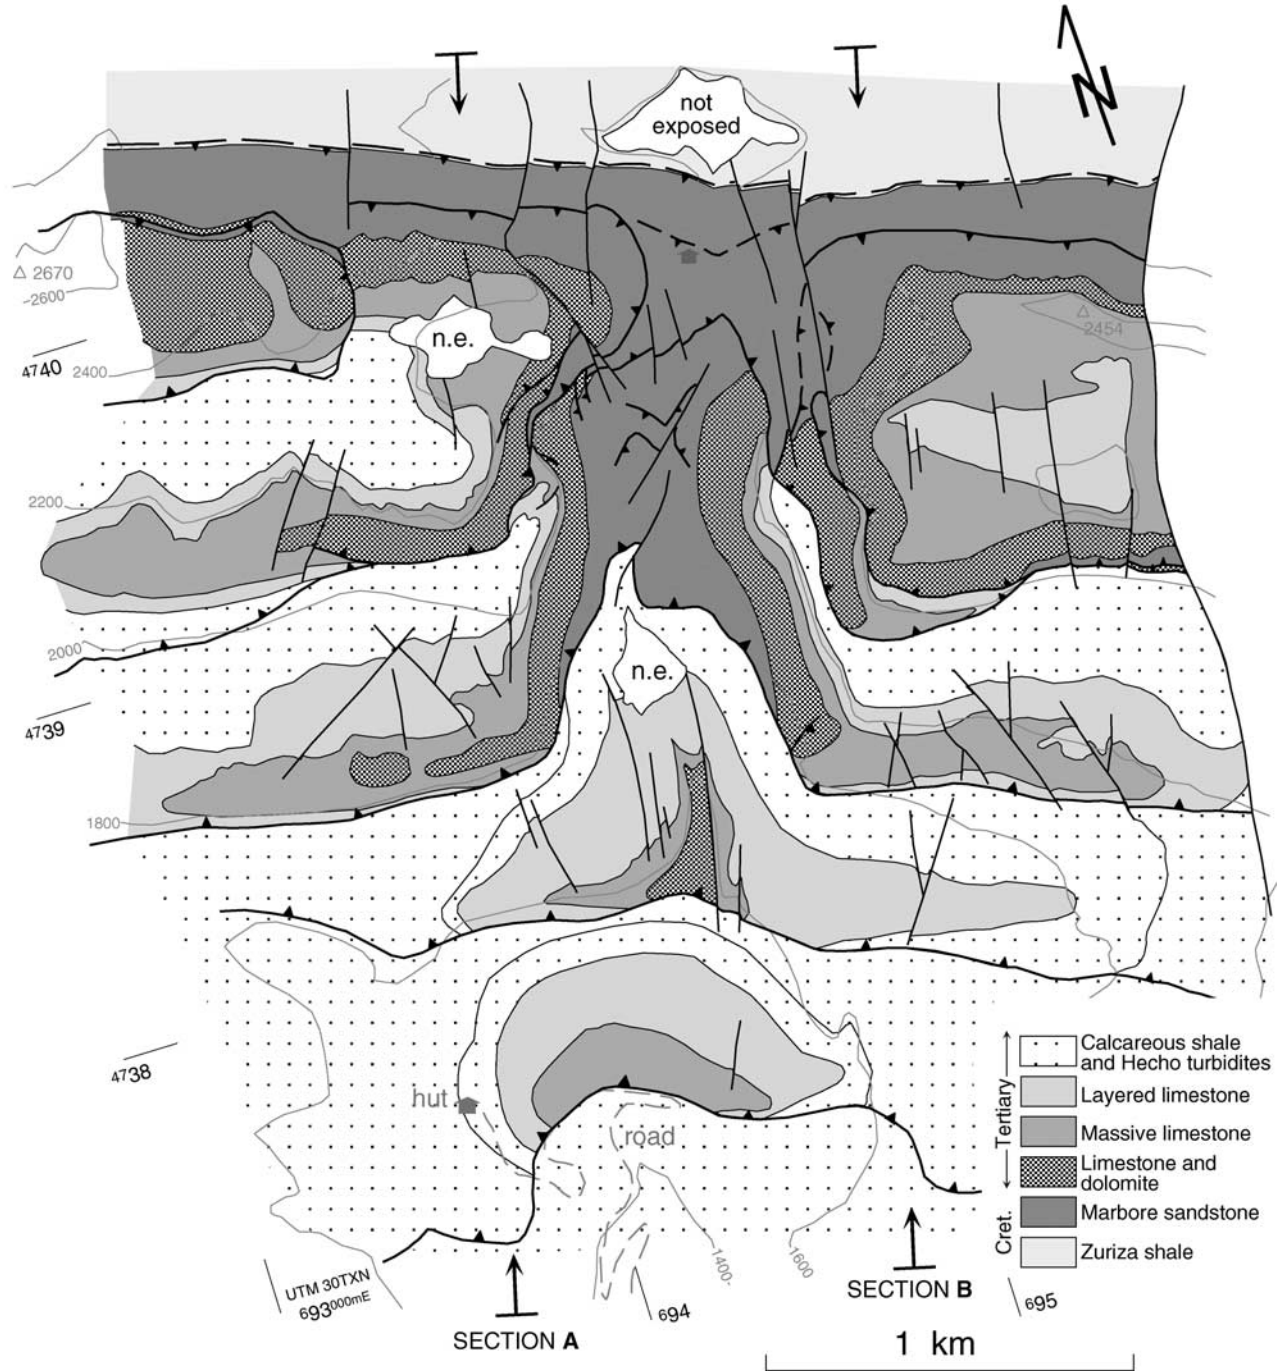 N
not
exposed
△ 2670
-2600
n.e.
△
2454
4740
2400
2200
2000
n.e.
4739
1800
4738
hut
road
Calcareous shale
and Hecho turbidites
Layered limestone
Massive limestone
Limestone and
dolomite
Marbore sandstone
Zuriza shale
Tertiary
Cret.
1400-
1600
UTM 30TXN
693000mE
694
695
SECTION A
SECTION B
1 km